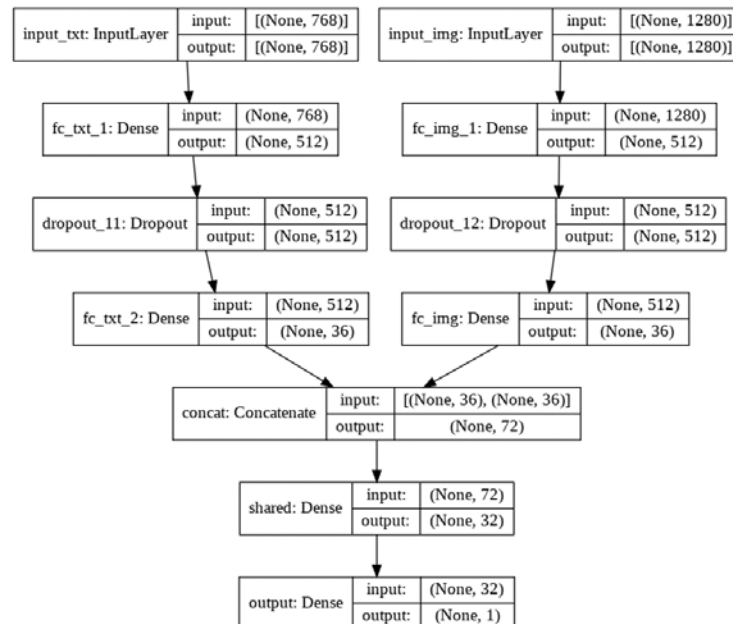 input_txt: InputLayer input: [(None, 768)] output: [(None, 768)]
input_img: InputLayer input: [(None, 1280)] output: [(None, 1280)]
fc_txt_1: Dense input: (None, 768) output: (None, 512)
fc_img_1: Dense input: (None, 1280) output: (None, 512)
dropout_11: Dropout input: (None, 512) output: (None, 512)
dropout_12: Dropout input: (None, 512) output: (None, 512)
fc_txt_2: Dense input: (None, 512) output: (None, 36)
fc_img: Dense input: (None, 512) output: (None, 36)
concat: Concatenate input: [(None, 36), (None, 36)] output: (None, 72)
shared: Dense input: (None, 72) output: (None, 32)
output: Dense input: (None, 32) output: (None, 1)